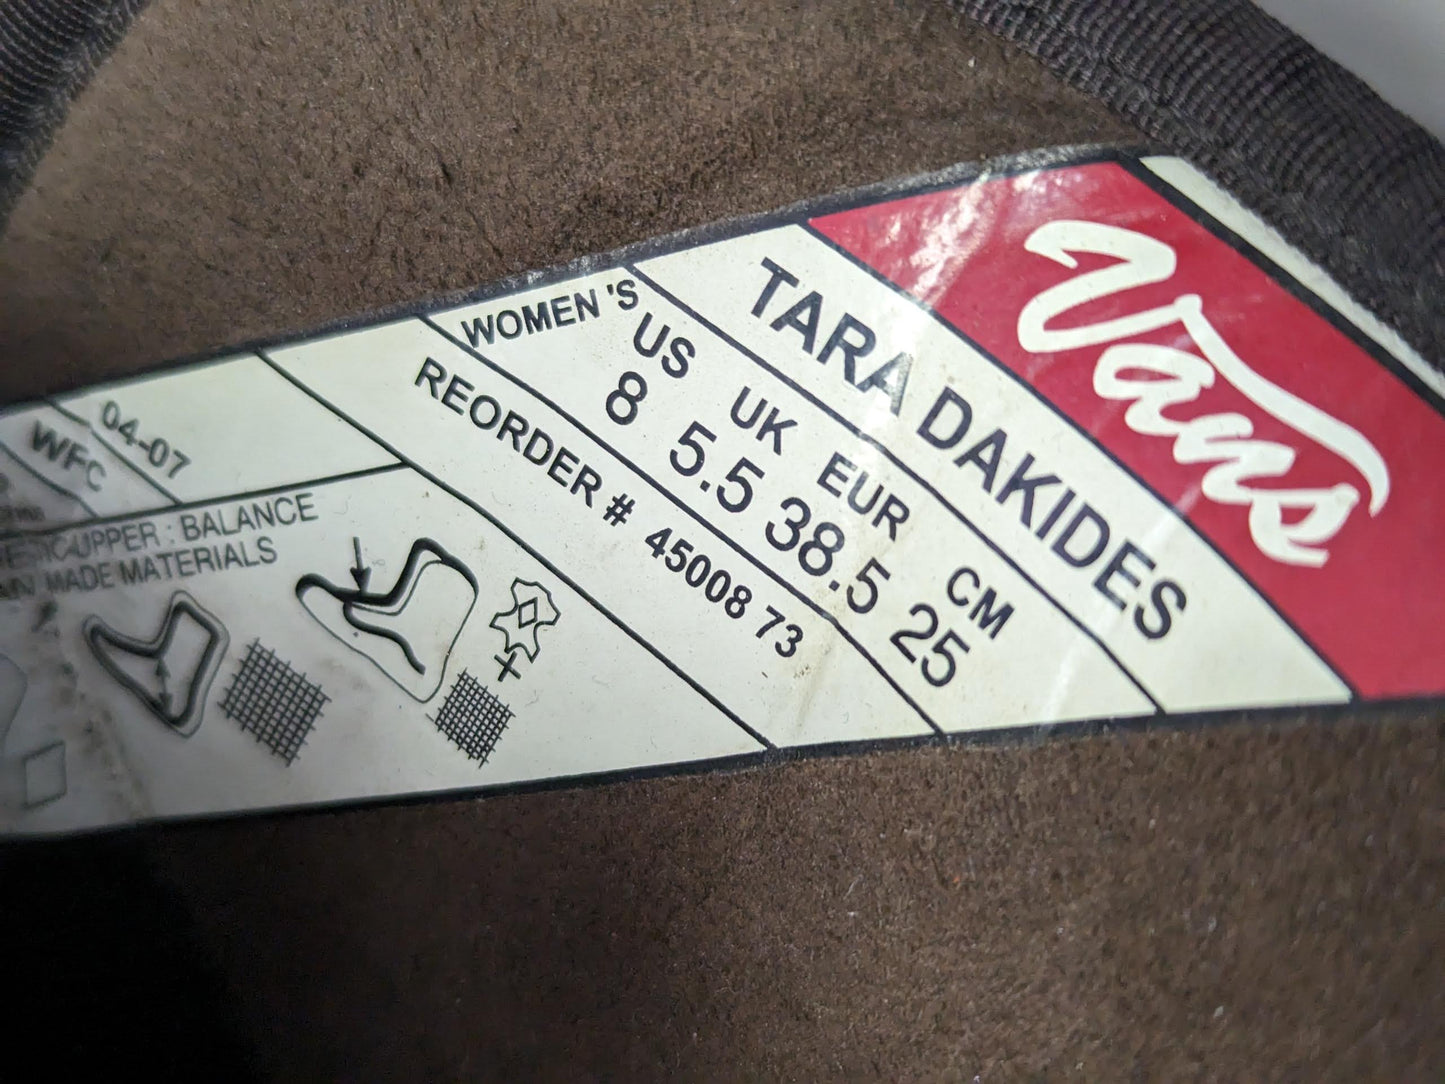 Vans
TARA DAKIDES
WOMEN'S
US UK EUR CM
8 5.5 38.5 25
REORDER # 45008 73
04-07
WFC
UPPER : BALANCE
MADE MATERIALS